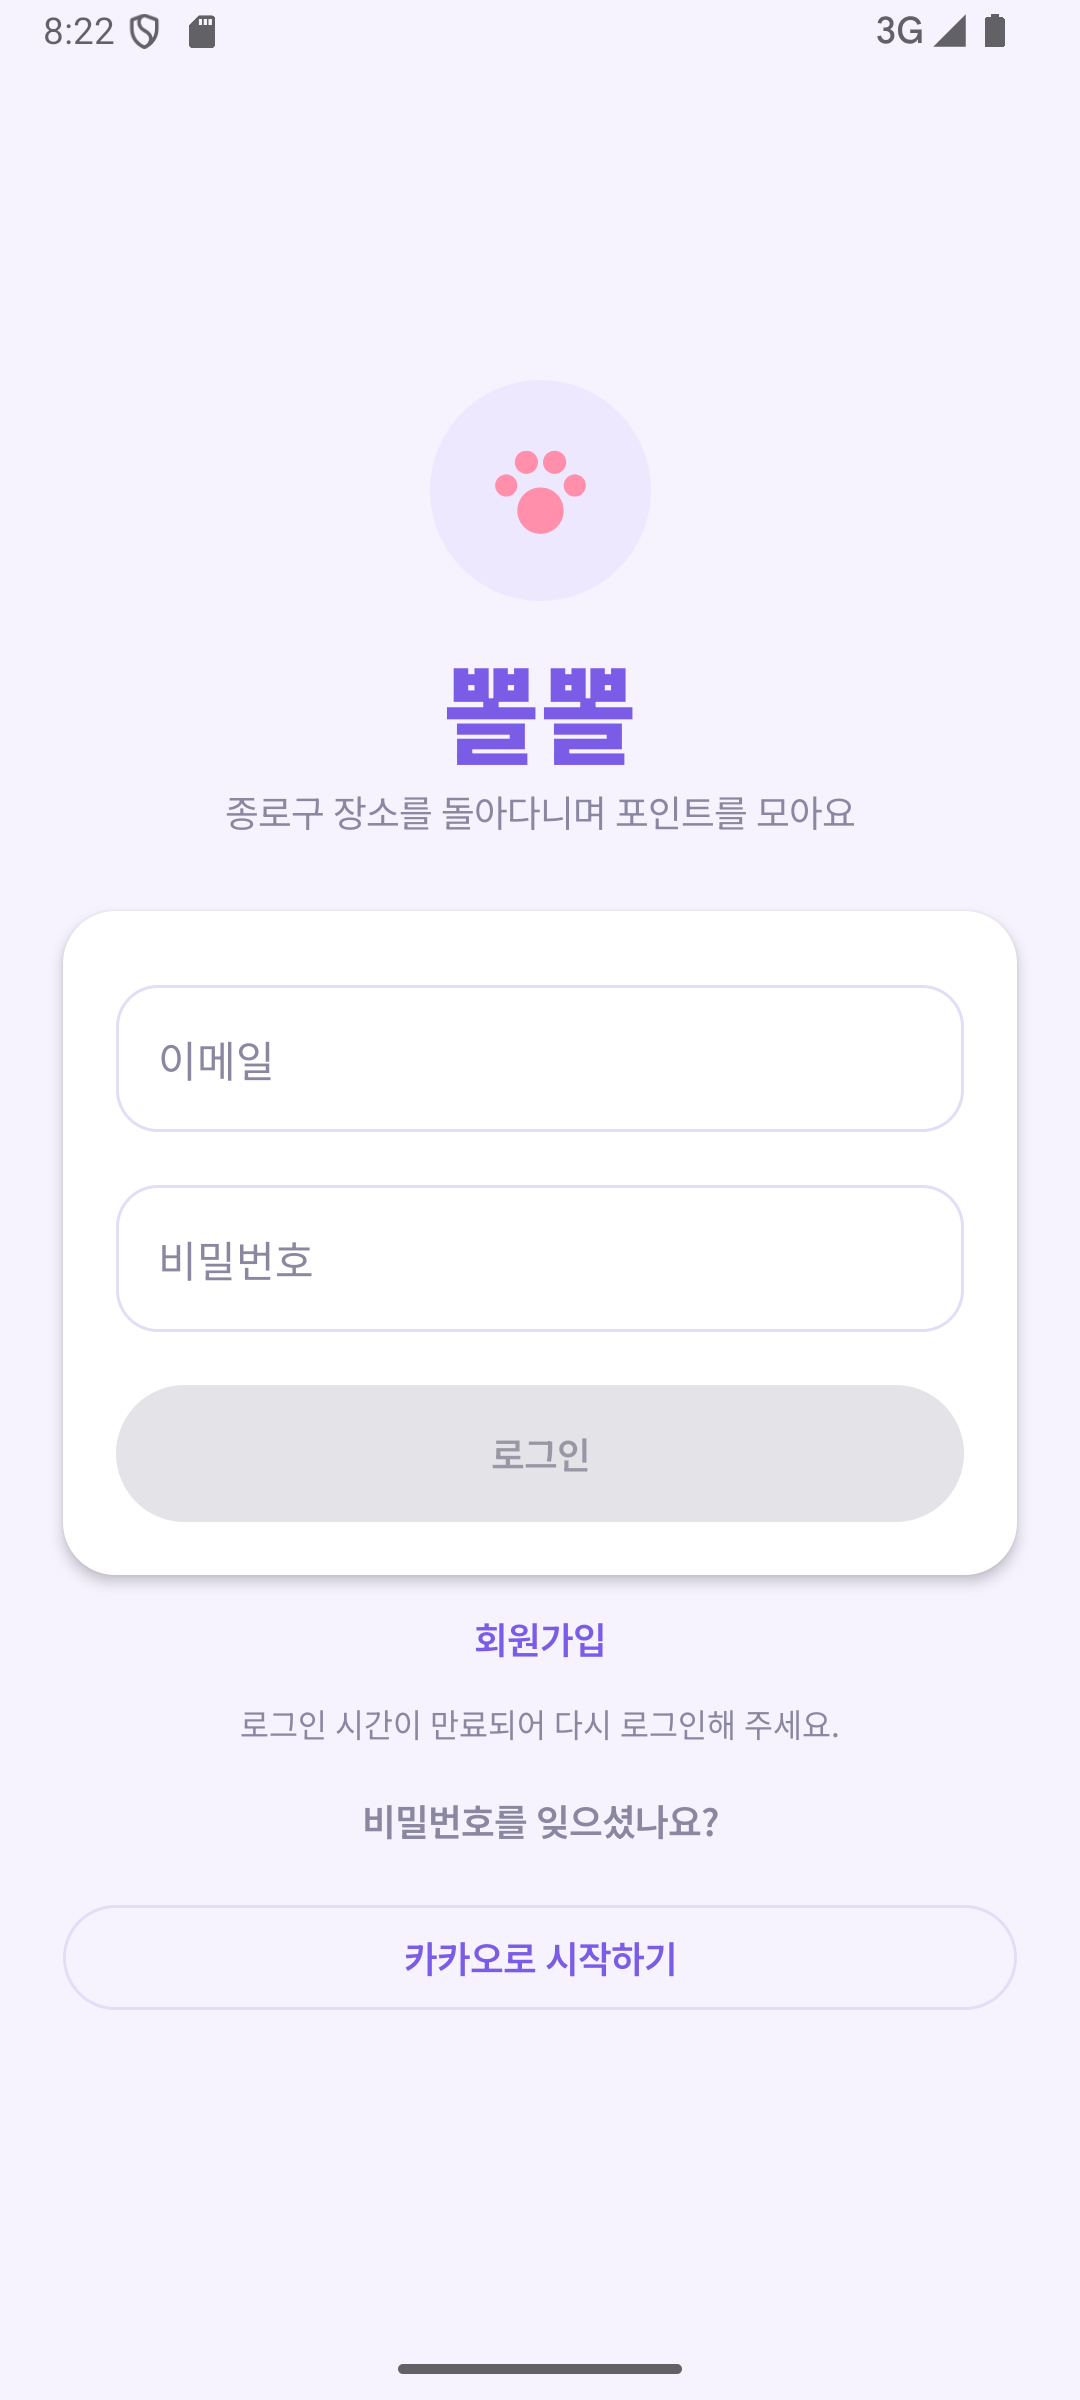 8:22
3G
뽈뽈
종로구 장소를 돌아다니며 포인트를 모아요
이메일
비밀번호
로그인
회원가입
로그인 시간이 만료되어 다시 로그인해 주세요.
비밀번호를 잊으셨나요?
카카오로 시작하기